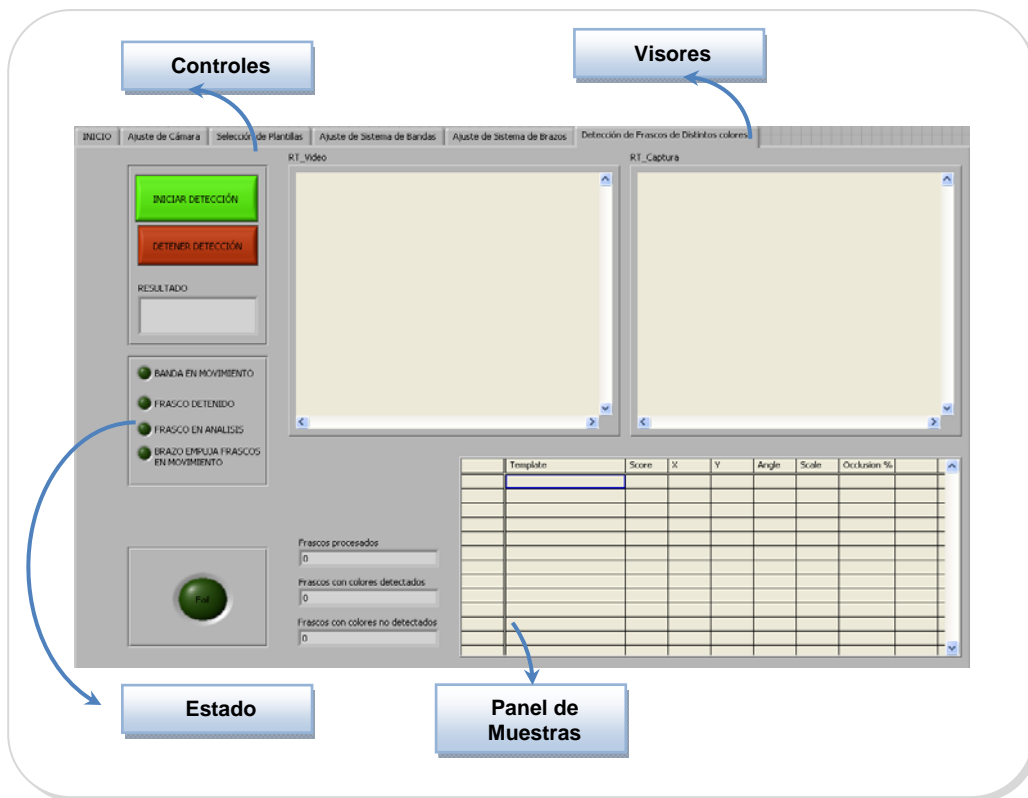 Controles
Visores
INICIO
Ajuste de Cámara
Selección de Plantillas
Ajuste de Sistema de Bandas
Ajuste de Sistema de Brazos
Detección de Frascos de Distintos colores
RT_Video
RT_Captura
INICIAR DETECCIÓN
DETENER DETECCIÓN
RESULTADO
BANDA EN MOVIMIENTO
FRASCO DETENIDO
FRASCO EN ANALISIS
BRAZO EMPUJA FRASCOS
EN MOVIMIENTO
Template Score X Y Angle Scale Occlusion %
Frascos procesados
0
Frascos con colores detectados
0
Frascos con colores no detectados
0
Estado
Panel de
Muestras